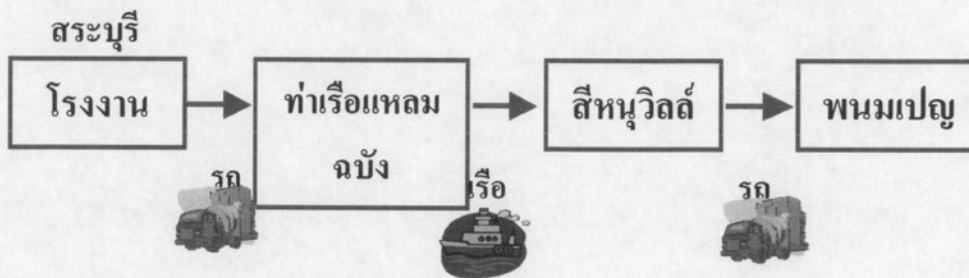 สระบุรี
โรงงาน
ท่าเรือแหลม
ฉบัง
สีหนุวิลล์
พนมเปญ
รถ
เรือ
รถ